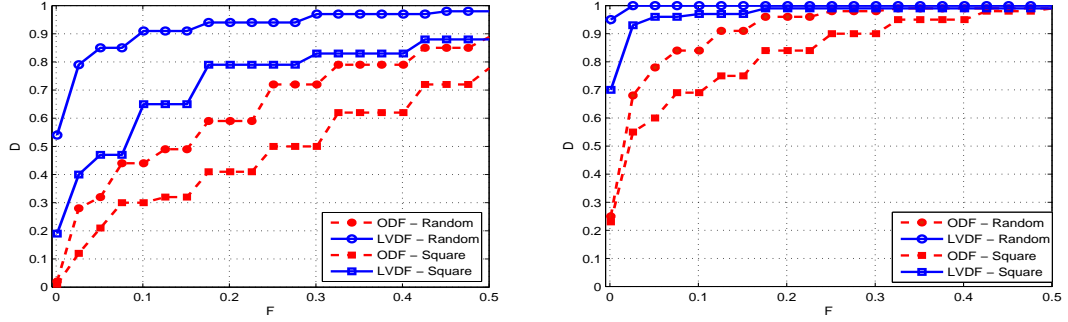 1
0.9
0.8
0.7
0.6
0.5
0.4
0.3
0.2
0.1
0
D
0
0.1
0.2
0.3
0.4
0.5
F
ODF – Random
LVDF – Random
ODF – Square
LVDF – Square
1
0.9
0.8
0.7
0.6
0.5
0.4
0.3
0.2
0.1
0
D
0
0.1
0.2
0.3
0.4
0.5
F
ODF – Random
LVDF – Random
ODF – Square
LVDF – Square